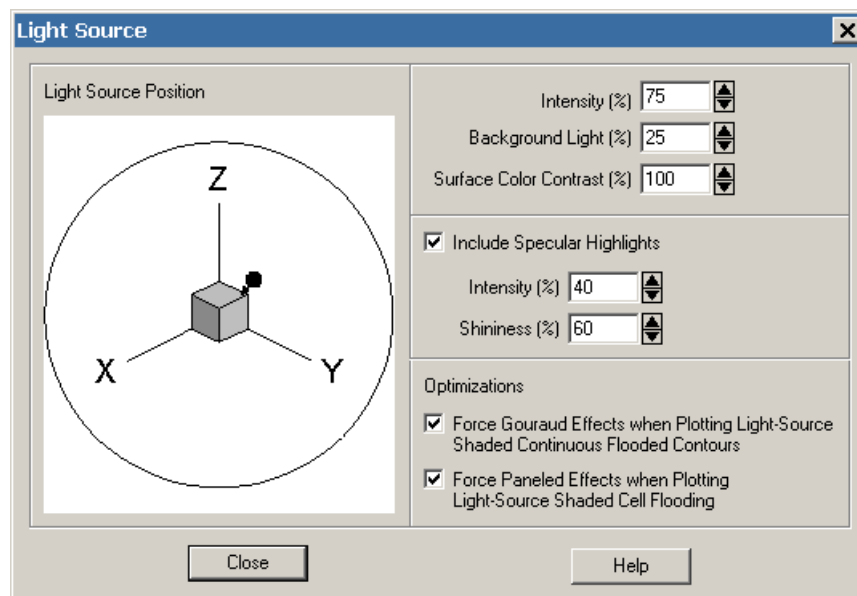 Light Source
Light Source Position
Z
X
Y
Intensity (%) 75
Background Light (%) 25
Surface Color Contrast (%) 100
Include Specular Highlights
Intensity (%) 40
Shininess (%) 60
Optimizations
Force Gouraud Effects when Plotting Light-Source
Shaded Continuous Flooded Contours
Force Paneled Effects when Plotting
Light-Source Shaded Cell Flooding
Close
Help